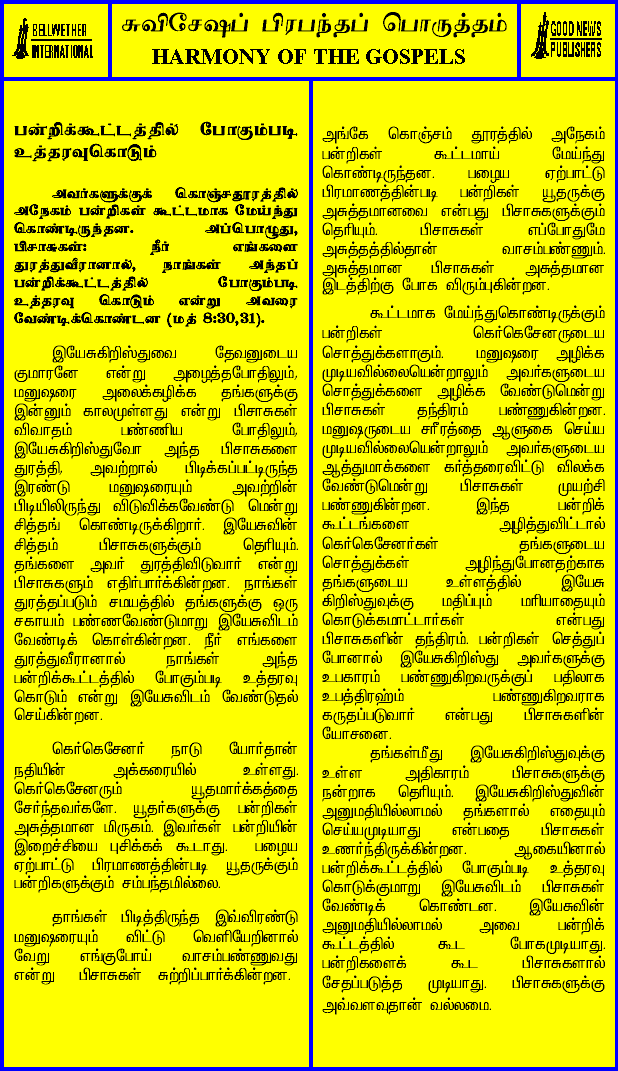 BELLWETHER
INTERNATIONAL
சுவிசேஷப் பிரபந்தப் பொருத்தம்
HARMONY OF THE GOSPELS
GOOD NEWS
PUBLISHERS
பன்றிக்கூட்டத்தில் போகும்படி
உத்தரவுகொடும்
அவர்களுக்குக் கொஞ்சதூரத்தில்
அநேகம் பன்றிகள் கூட்டமாக மேய்ந்து
கொண்டிருந்தன. அப்பொழுது,
பிசாசுகள்: நீர் எங்களை
துரத்துவீரானால், நாங்கள் அந்தப்
பன்றிக்கூட்டத்தில் போகும்படி
உத்தரவு கொடும் என்று அவரை
வேண்டிக்கொண்டன (மத் 8:30,31).
இயேசுகிறிஸ்துவை தேவனுடைய
குமாரனே என்று அழைத்தபோதிலும்,
மனுஷரை அலைக்கழிக்க தங்களுக்கு
இன்னும் காலமுள்ளது என்று பிசாசுகள்
விவாதம் பண்ணிய போதிலும்,
இயேசுகிறிஸ்துவோ அந்த பிசாசுகளை
துரத்தி, அவற்றால் பிடிக்கப்பட்டிருந்த
இரண்டு மனுஷரையும் அவற்றின்
பிடியிலிருந்து விடுவிக்கவேண்டு மென்று
சித்தங் கொண்டிருக்கிறார். இயேசுவின்
சித்தம் பிசாசுகளுக்கும் தெரியும்.
தங்களை அவர் துரத்திவிடுவார் என்று
பிசாசுகளும் எதிர்பார்க்கின்றன. நாங்கள்
துரத்தப்படும் சமயத்தில் தங்களுக்கு ஒரு
சகாயம் பண்ணவேண்டுமாறு இயேசுவிடம்
வேண்டிக் கொள்கின்றன. நீர் எங்களை
துரத்துவீரானால் நாங்கள் அந்த
பன்றிக்கூட்டத்தில் போகும்படி உத்தரவு
கொடும் என்று இயேசுவிடம் வேண்டுதல்
செய்கின்றன.
கெர்கெசேனர் நாடு யோர்தான்
நதியின் அக்கரையில் உள்ளது.
கெர்கெசேனரும் யூதமார்க்கத்தை
சேர்ந்தவர்களே. யூதர்களுக்கு பன்றிகள்
அசுத்தமான மிருகம். இவர்கள் பன்றியின்
இறைச்சியை புசிக்கக் கூடாது. பழைய
ஏற்பாட்டு பிரமாணத்தின்படி யூதருக்கும்
பன்றிகளுக்கும் சம்பந்தமில்லை.
தாங்கள் பிடித்திருந்த இவ்விரண்டு
மனுஷரையும் விட்டு வெளியேறினால்
வேறு எங்குபோய் வாசம்பண்ணுவது
என்று பிசாசுகள் சுற்றிப்பார்க்கின்றன.
அங்கே கொஞ்சம் தூரத்தில் அநேகம்
பன்றிகள் கூட்டமாய் மேய்ந்து
கொண்டிருந்தன. பழைய ஏற்பாட்டு
பிரமாணத்தின்படி பன்றிகள் யூதருக்கு
அசுத்தமானவை என்பது பிசாசுகளுக்கும்
தெரியும். பிசாசுகள் எப்போதுமே
அசுத்தத்தில்தான் வாசம்பண்ணும்.
அசுத்தமான பிசாசுகள் அசுத்தமான
இடத்திற்கு போக விரும்புகின்றன.
கூட்டமாக மேய்ந்துகொண்டிருக்கும்
பன்றிகள் கெர்கெசேனருடைய
சொத்துக்களாகும். மனுஷரை அழிக்க
முடியவில்லையென்றாலும் அவர்களுடைய
சொத்துக்களை அழிக்க வேண்டுமென்று
பிசாசுகள் தந்திரம் பண்ணுகின்றன.
மனுஷருடைய சரீரத்தை ஆளுகை செய்ய
முடியவில்லையென்றாலும் அவர்களுடைய
ஆத்துமாக்களை கர்த்தரைவிட்டு விலக்க
வேண்டுமென்று பிசாசுகள் முயற்சி
பண்ணுகின்றன. இந்த பன்றிக்
கூட்டங்களை அழித்துவிட்டால்
கெர்கெசேனர்கள் தங்களுடைய
சொத்துக்கள் அழிந்துபோனதற்காக
தங்களுடைய உள்ளத்தில் இயேசு
கிறிஸ்துவுக்கு மதிப்பும் மரியாதையும்
கொடுக்கமாட்டார்கள் என்பது
பிசாசுகளின் தந்திரம். பன்றிகள் செத்துப்
போனால் இயேசுகிறிஸ்து அவர்களுக்கு
உபகாரம் பண்ணுகிறவருக்குப் பதிலாக
உபத்திரஹ்ம் பண்ணுகிறவராக
கருதப்படுவார் என்பது பிசாசுகளின்
யோசனை.
தங்கள்மீது இயேசுகிறிஸ்துவுக்கு
உள்ள அதிகாரம் பிசாசுகளுக்கு
நன்றாக தெரியும். இயேசுகிறிஸ்துவின்
அனுமதியில்லாமல் தங்களால் எதையும்
செய்யமுடியாது என்பதை பிசாசுகள்
உணர்ந்திருக்கின்றன. ஆகையினால்
பன்றிக்கூட்டத்தில் போகும்படி உத்தரவு
கொடுக்குமாறு இயேசுவிடம் பிசாசுகள்
வேண்டிக் கொண்டன. இயேசுவின்
அனுமதியில்லாமல் அவை பன்றிக்
கூட்டத்தில் கூட போகமுடியாது.
பன்றிகளைக் கூட பிசாசுகளால்
சேதப்படுத்த முடியாது. பிசாசுகளுக்கு
அவ்வளவுதான் வல்லமை.